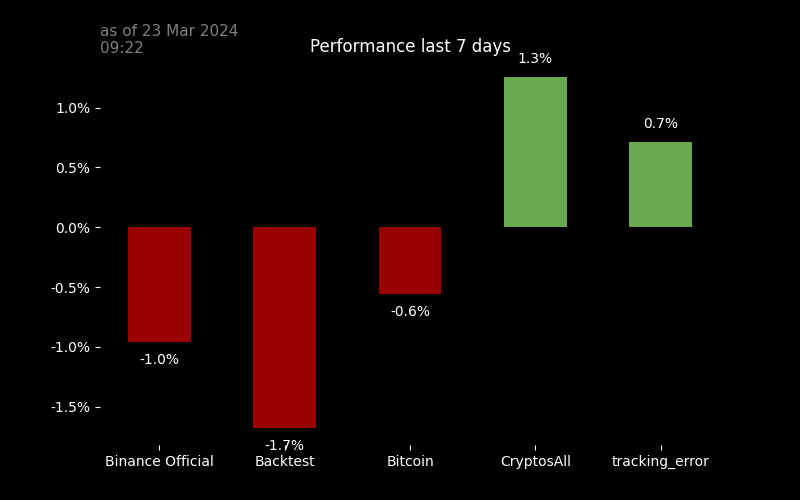 as of 23 Mar 2024
09:22
Performance last 7 days
1.3%
1.0%
0.7%
0.5%
0.0%
-0.5%
-0.6%
-1.0%
-1.0%
-1.5%
-1.7%
Binance Official
Backtest
Bitcoin
CryptosAll
tracking_error